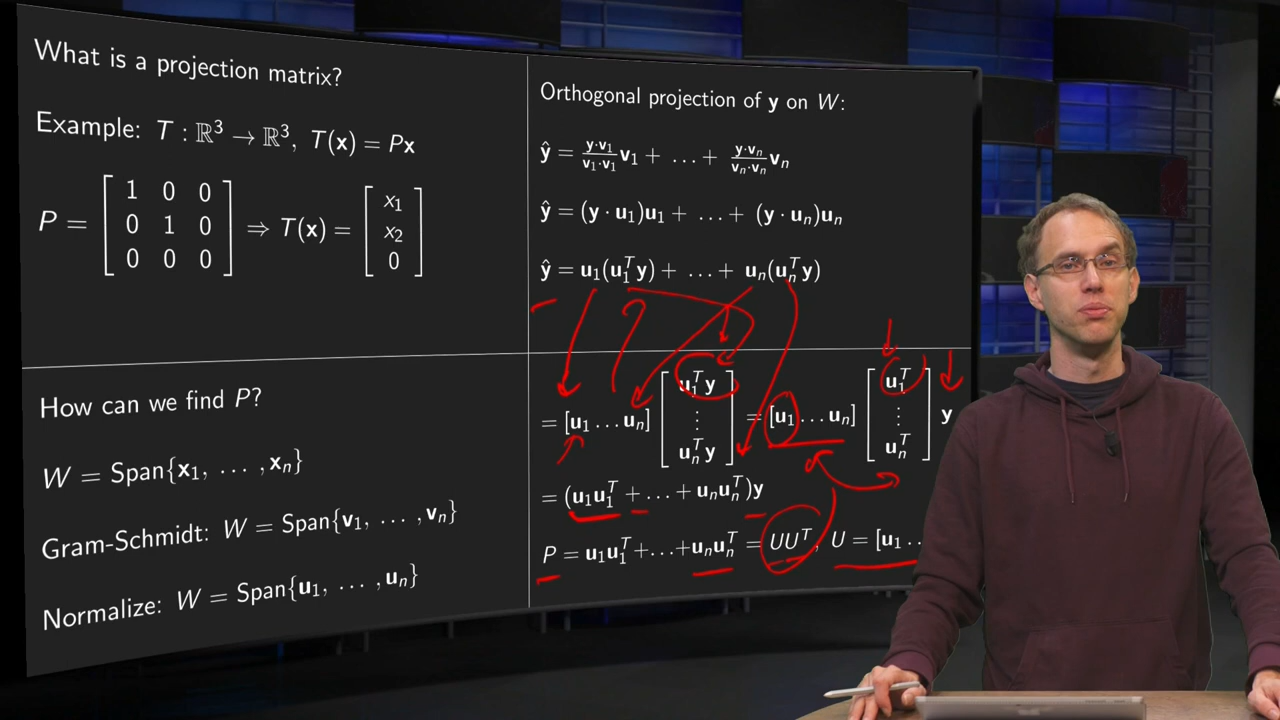 What is a projection matrix?
Example: T : ℝ³ → ℝ³, T(x) = Px
P = [1 0 0; 0 1 0; 0 0 0] ⇒ T(x) = [x₁; x₂; 0]
Orthogonal projection of y on W:
ŷ = (y·v₁)/(v₁·v₁) v₁ + … + (y·vₙ)/(vₙ·vₙ) vₙ
ŷ = (y · u₁)u₁ + … + (y · uₙ)uₙ
ŷ = u₁(u₁ᵀy) + … + uₙ(uₙᵀy)
How can we find P?
W = Span{x₁, … , xₙ}
Gram-Schmidt: W = Span{v₁, … , vₙ}
Normalize: W = Span{u₁, … , uₙ}
= [u₁ … uₙ] [u₁ᵀy; ⋮; uₙᵀy] = [u₁ … uₙ] [u₁ᵀ; ⋮; uₙᵀ] y
= (u₁u₁ᵀ + … + uₙuₙᵀ)y
P = u₁u₁ᵀ+…+uₙuₙᵀ = UUᵀ, U = [u₁ ..